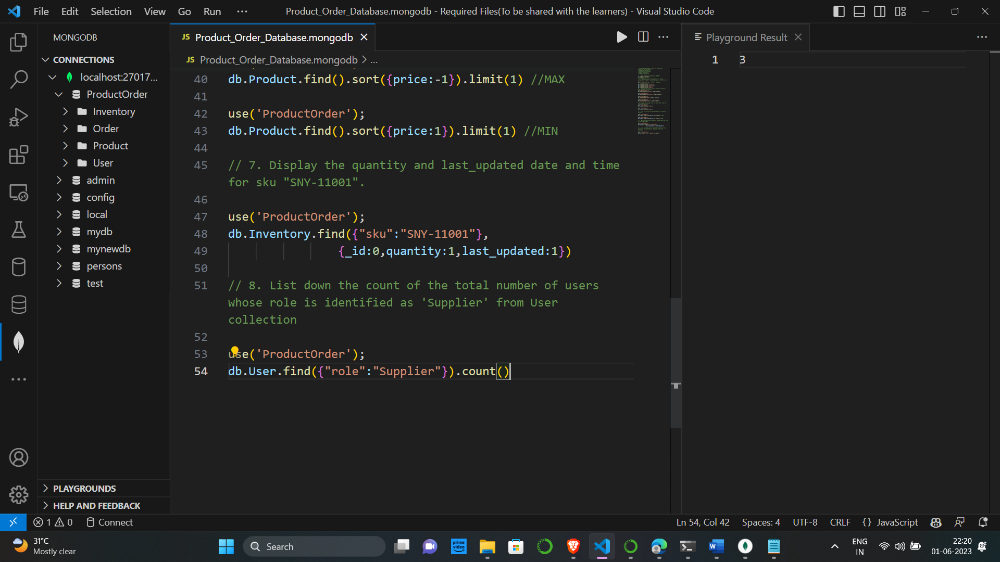 File Edit Selection View Go Run ···
Product_Order_Database.mongodb - Required Files(To be shared with the learners) - Visual Studio Code
MONGODB
CONNECTIONS
localhost:27017...
ProductOrder
Inventory
Order
Product
User
admin
config
local
mydb
mynewdb
persons
test
PLAYGROUNDS
HELP AND FEEDBACK
JS Product_Order_Database.mongodb
JS Product_Order_Database.mongodb > ...
40 db.Product.find().sort({price:-1}).limit(1) //MAX
41
42 use('ProductOrder');
43 db.Product.find().sort({price:1}).limit(1) //MIN
44
45 // 7. Display the quantity and last_updated date and time
for sku "SNY-11001".
46
47 use('ProductOrder');
48 db.Inventory.find({"sku":"SNY-11001"},
49 {_id:0,quantity:1,last_updated:1})
50
51 // 8. List down the count of the total number of users
whose role is identified as 'Supplier' from User
collection
52
53 use('ProductOrder');
54 db.User.find({"role":"Supplier"}).count()
Playground Result
1 3
1 0 Connect
Ln 54, Col 42 Spaces: 4 UTF-8 CRLF {} JavaScript
31°C
Mostly clear
Search
prime video
ENG
IN
22:20
01-06-2023